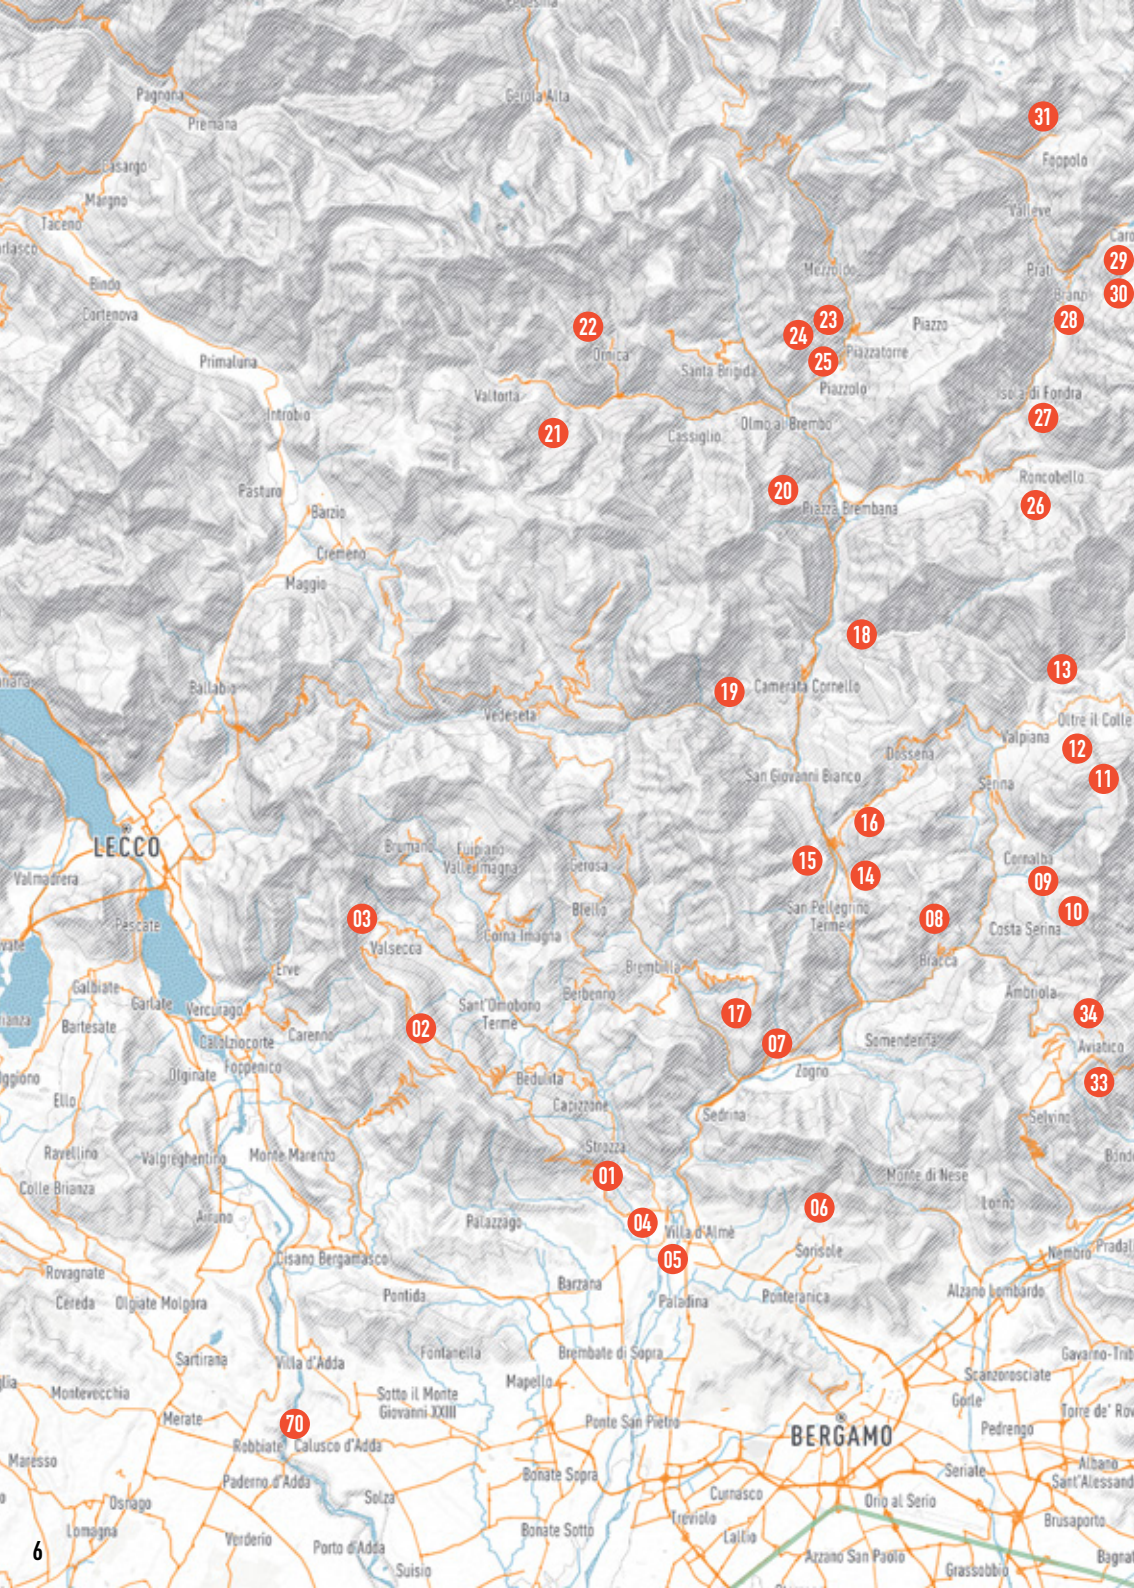 Pagnona
Gerola Alta
Premana
31
Foppolo
Casargo
Margno
Valleve
Taceno
Caro
29
Mezzoldo
Prati
Bindo
30
Branzi
Cortenova
22
23
28
24
Piazzo
Ornica
Piazzatorre
25
Primaluna
Santa Brigida
Piazzolo
Valtorta
Isola di Fondra
Introbio
27
21
Olmo al Brembo
Cassiglio
Roncobello
Pasturo
20
26
Barzio
Piazza Brembana
Cremeno
Maggio
18
13
Ballabio
19
Camerata Cornello
Vedeseta
Oltre il Colle
Valpiana
12
Dossena
San Giovanni Bianco
11
Serina
16
LECCO
Brumano
Fuipiano
Valle Imagna
Gerosa
15
Cornalba
Valmadrera
14
09
San Pellegrino
Terme
Blello
10
03
08
Pescate
Costa Serina
Corna Imagna
Valsecca
Bracca
Brembilla
Erve
Galbiate
Berbenno
Ambriola
Garlate
Vercurago
Sant'Omobono
Terme
17
34
Bartesate
02
Carenno
Calolziocorte
07
Somendenna
Aviatico
Foppenico
Zogno
Olginate
Bedulita
33
Ello
Capizzone
Sedrina
Selvino
Strozza
Ravellino
Valgreghentino
Monte Marenzo
01
Monte di Nese
Colle Brianza
06
Lonno
Airuno
Palazzago
04
Villa d'Almè
Sorisole
Cisano Bergamasco
05
Nembro
Rovagnate
Barzana
Alzano Lombardo
Pontida
Ponteranica
Cereda
Olgiate Molgora
Paladina
Sartirana
Villa d'Adda
Fontanella
Brembate di Sopra
Scanzorosciate
Mapello
Montevecchia
Sotto il Monte
Giovanni XXIII
Gorle
Merate
70
Ponte San Pietro
Pedrengo
BERGAMO
Robbiate
Calusco d'Adda
Maresso
Albano
Sant'Alessand
Paderno d'Adda
Bonate Sopra
Seriate
Curnasco
Solza
Orio al Serio
Osnago
Treviolo
Brusaporto
Lomagna
Bonate Sotto
Lallio
Verderio
Porto d'Adda
Azzano San Paolo
Bagnat
6
Suisio
Grassobbio